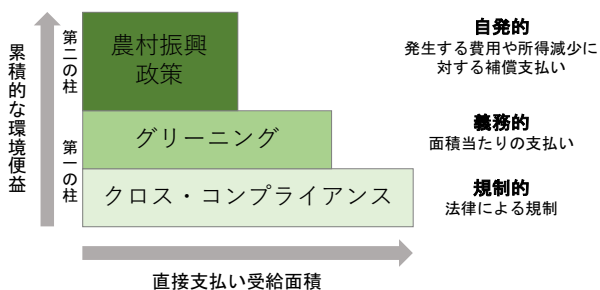 累積的な環境便益
第二の柱
第一の柱
農村振興
政策
グリーニング
クロス・コンプライアンス
自発的
発生する費用や所得減少に
対する補償支払い
義務的
面積当たりの支払い
規制的
法律による規制
直接支払い受給面積